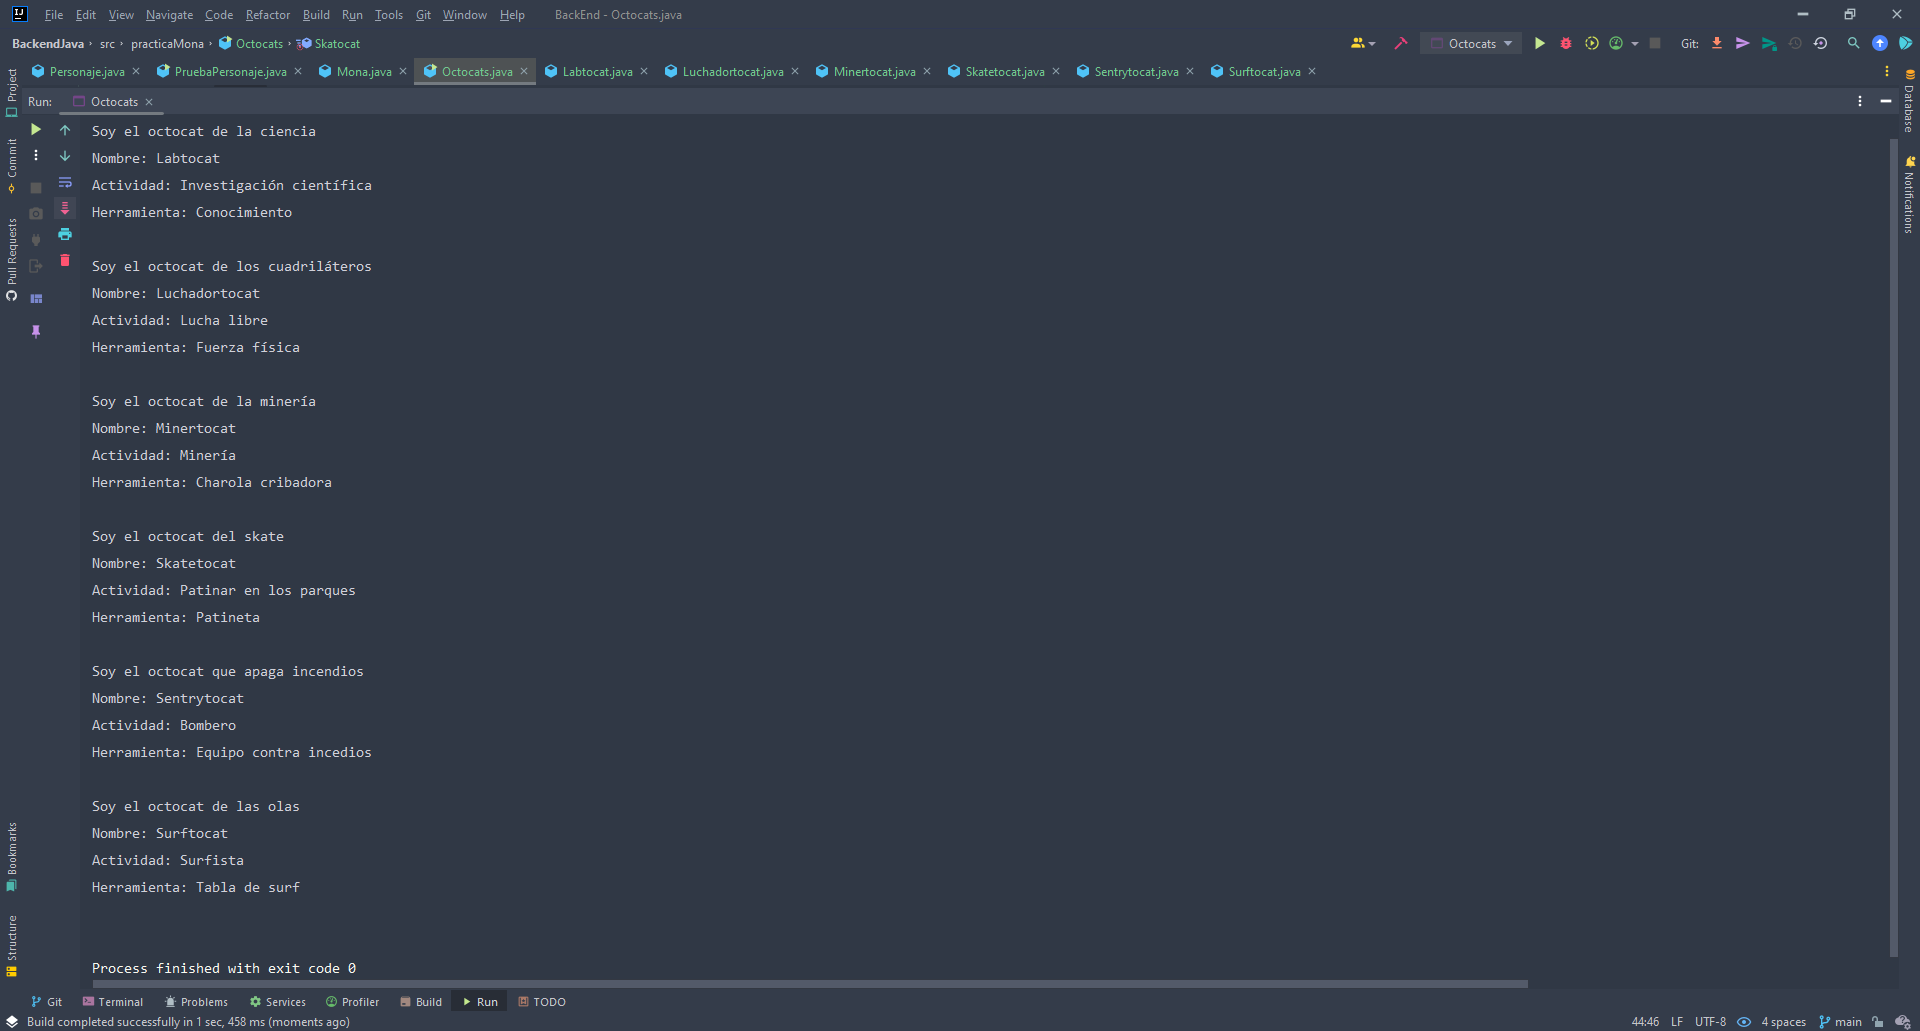 File Edit View Navigate Code Refactor Build Run Tools Git Window Help BackEnd - Octocats.java
BackendJava src practicaMona Octocats Skatocat Octocats Git:
Personaje.java PruebaPersonaje.java Mona.java Octocats.java Labtocat.java Luchadortocat.java Minertocat.java Skatetocat.java Sentrytocat.java Surftocat.java
Run: Octocats
Project
Commit
Pull Requests
Bookmarks
Structure
Database
Notifications
Soy el octocat de la ciencia
Nombre: Labtocat
Actividad: Investigación científica
Herramienta: Conocimiento
Soy el octocat de los cuadriláteros
Nombre: Luchadortocat
Actividad: Lucha libre
Herramienta: Fuerza física
Soy el octocat de la minería
Nombre: Minertocat
Actividad: Minería
Herramienta: Charola cribadora
Soy el octocat del skate
Nombre: Skatetocat
Actividad: Patinar en los parques
Herramienta: Patineta
Soy el octocat que apaga incendios
Nombre: Sentrytocat
Actividad: Bombero
Herramienta: Equipo contra incedios
Soy el octocat de las olas
Nombre: Surftocat
Actividad: Surfista
Herramienta: Tabla de surf
Process finished with exit code 0
Git Terminal Problems Services Profiler Build Run TODO
Build completed successfully in 1 sec, 458 ms (moments ago) 44:46 LF UTF-8 4 spaces main